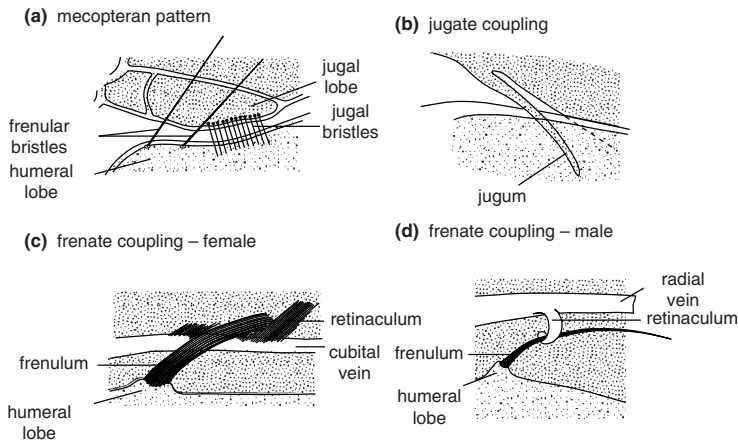 (a) mecopteran pattern
jugal
lobe
jugal
bristles
frenular
bristles
humeral
lobe
(b) jugate coupling
jugum
(c) frenate coupling – female
retinaculum
cubital
vein
frenulum
humeral
lobe
(d) frenate coupling – male
radial
vein
retinaculum
frenulum
humeral
lobe